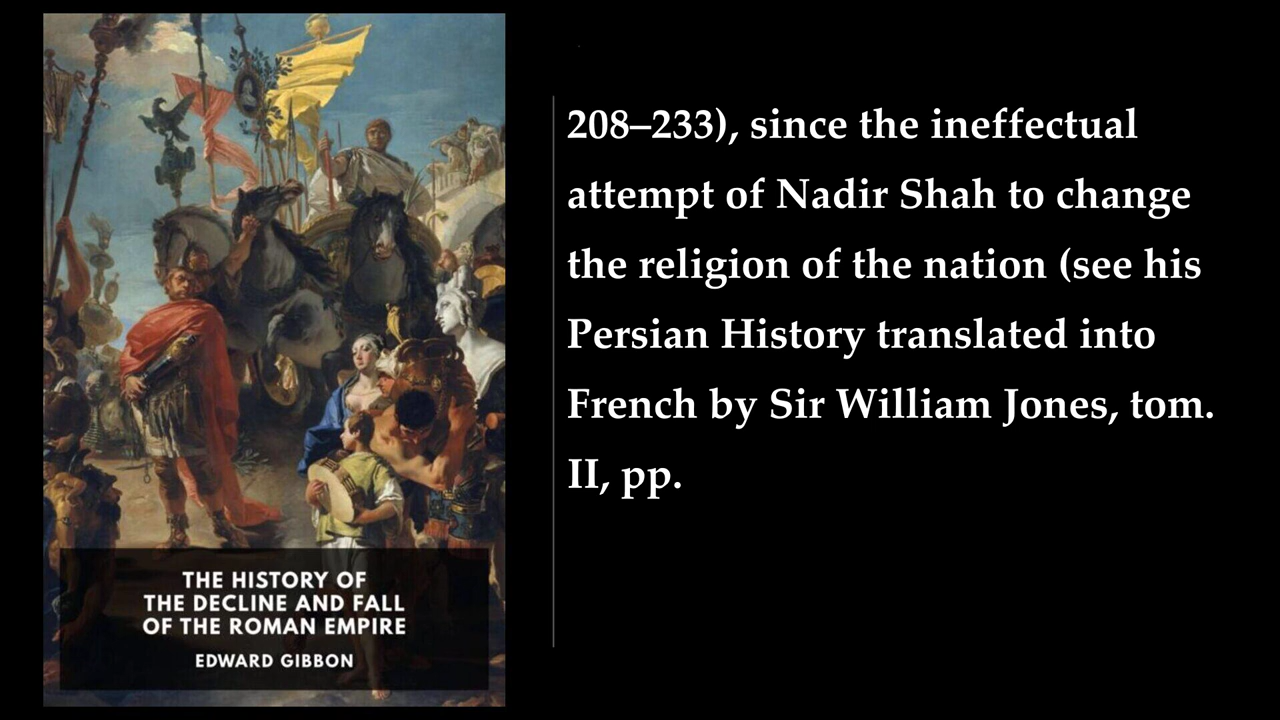 THE HISTORY OF
THE DECLINE AND FALL
OF THE ROMAN EMPIRE
EDWARD GIBBON
208–233), since the ineffectual
attempt of Nadir Shah to change
the religion of the nation (see his
Persian History translated into
French by Sir William Jones, tom.
II, pp.